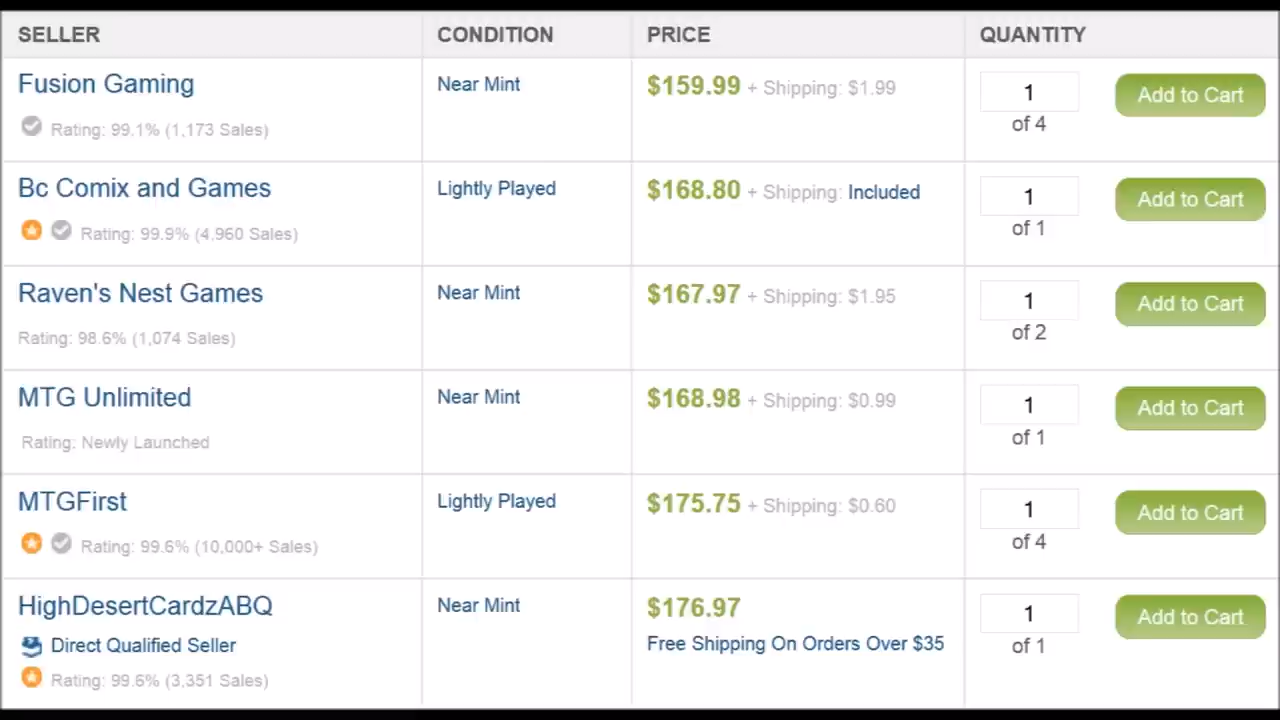 SELLER CONDITION PRICE QUANTITY
Fusion Gaming Near Mint $159.99 + Shipping: $1.99 1 Add to Cart
of 4
Rating: 99.1% (1,173 Sales)
Bc Comix and Games Lightly Played $168.80 + Shipping: Included 1 Add to Cart
of 1
Rating: 99.9% (4,960 Sales)
Raven's Nest Games Near Mint $167.97 + Shipping: $1.95 1 Add to Cart
of 2
Rating: 98.6% (1,074 Sales)
MTG Unlimited Near Mint $168.98 + Shipping: $0.99 1 Add to Cart
of 1
Rating: Newly Launched
MTGFirst Lightly Played $175.75 + Shipping: $0.60 1 Add to Cart
of 4
Rating: 99.6% (10,000+ Sales)
HighDesertCardzABQ Near Mint $176.97 1 Add to Cart
Direct Qualified Seller Free Shipping On Orders Over $35 of 1
Rating: 99.6% (3,351 Sales)